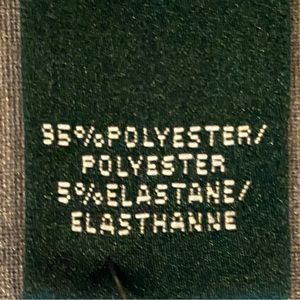 95%POLYESTER/
POLYESTER
5%ELASTANE/
ELASTHANNE